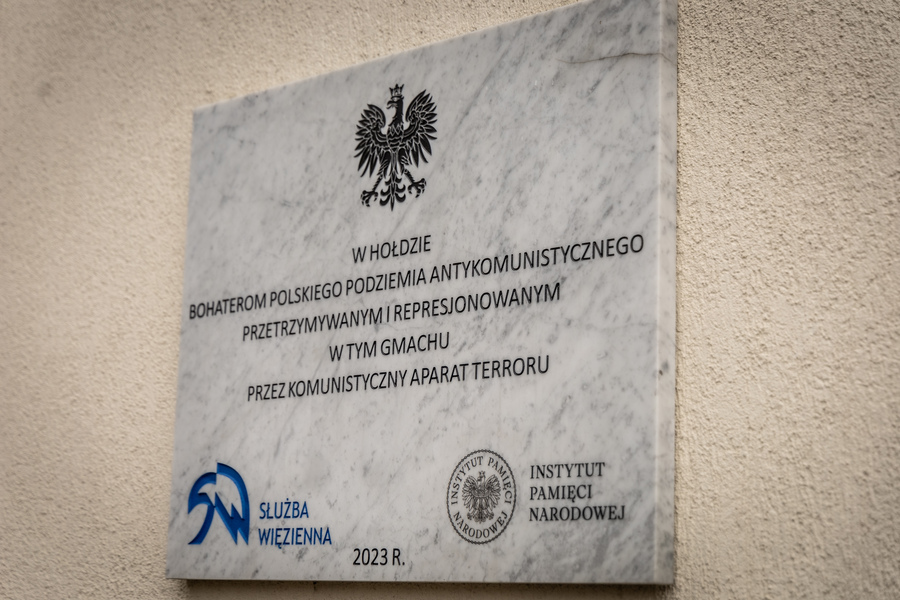 W HOŁDZIE
BOHATEROM POLSKIEGO PODZIEMIA ANTYKOMUNISTYCZNEGO
PRZETRZYMYWANYM I REPRESJONOWANYM
W TYM GMACHU
PRZEZ KOMUNISTYCZNY APARAT TERRORU
SW
SŁUŻBA
WIĘZIENNA
INSTYTUT PAMIĘCI
NARODOWEJ
INSTYTUT
PAMIĘCI
NARODOWEJ
2023 R.